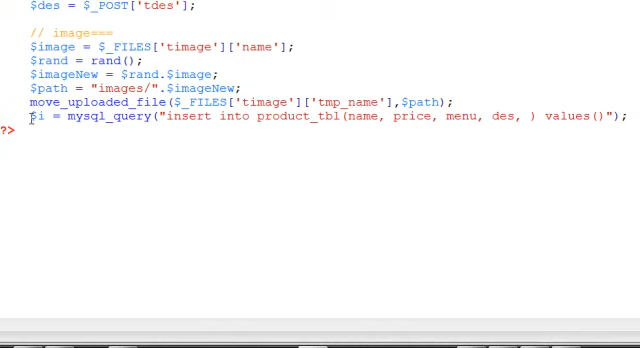 $des = $_POST['tdes'];
// image===
$image = $_FILES['timage']['name'];
$rand = rand();
$imageNew = $rand.$image;
$path = "images/".$imageNew;
move_uploaded_file($_FILES['timage']['tmp_name'],$path);
$i = mysql_query("insert into product_tbl(name, price, menu, des, ) values()");
?>